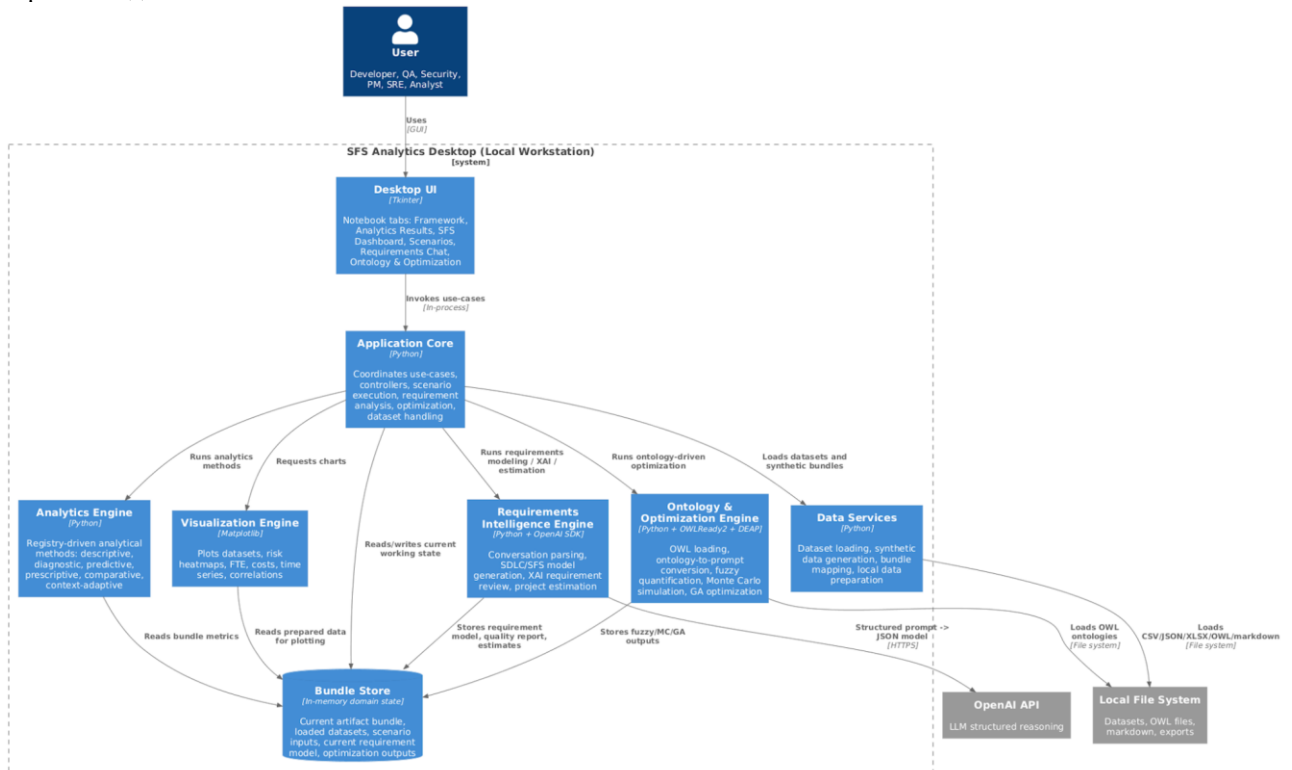 User
Developer, QA, Security,
PM, SRE, Analyst
Uses
[GUI]
SFS Analytics Desktop (Local Workstation)
[system]
Desktop UI
[Tkinter]
Notebook tabs: Framework,
Analytics Results, SFS
Dashboard, Scenarios,
Requirements Chat,
Ontology & Optimization
Invokes use-cases
[In-process]
Application Core
[Python]
Coordinates use-cases,
controllers, scenario
execution, requirement
analysis, optimization,
dataset handling
Runs analytics
methods
Requests charts
Reads/writes current
working state
Runs requirements
modeling / XAI /
estimation
Runs ontology-driven
optimization
Loads datasets and
synthetic bundles
Analytics Engine
[Python]
Registry-driven analytical
methods: descriptive,
diagnostic, predictive,
prescriptive, comparative,
context-adaptive
Visualization Engine
[Matplotlib]
Plots datasets, risk
heatmaps, FTE, costs, time
series, correlations
Requirements
Intelligence Engine
[Python + OpenAI SDK]
Conversation parsing,
SDLC/SFS model
generation, XAI requirement
review, project estimation
Ontology &
Optimization Engine
[Python + OWLReady2 + DEAP]
OWL loading,
ontology-to-prompt
conversion, fuzzy
quantification, Monte Carlo
simulation, GA optimization
Data Services
[Python]
Dataset loading, synthetic
data generation, bundle
mapping, local data
preparation
Reads bundle metrics
Reads prepared data
for plotting
Stores requirement
model, quality report,
estimates
Stores fuzzy/MC/GA
outputs
Structured prompt ->
JSON model
[HTTPS]
Loads OWL
ontologies
[File system]
Loads
CSV/JSON/XLSX/OWL/markdown
[File system]
Bundle Store
[In-memory domain state]
Current artifact bundle,
loaded datasets, scenario
inputs, current requirement
model, optimization outputs
OpenAI API
LLM structured reasoning
Local File System
Datasets, OWL files,
markdown, exports